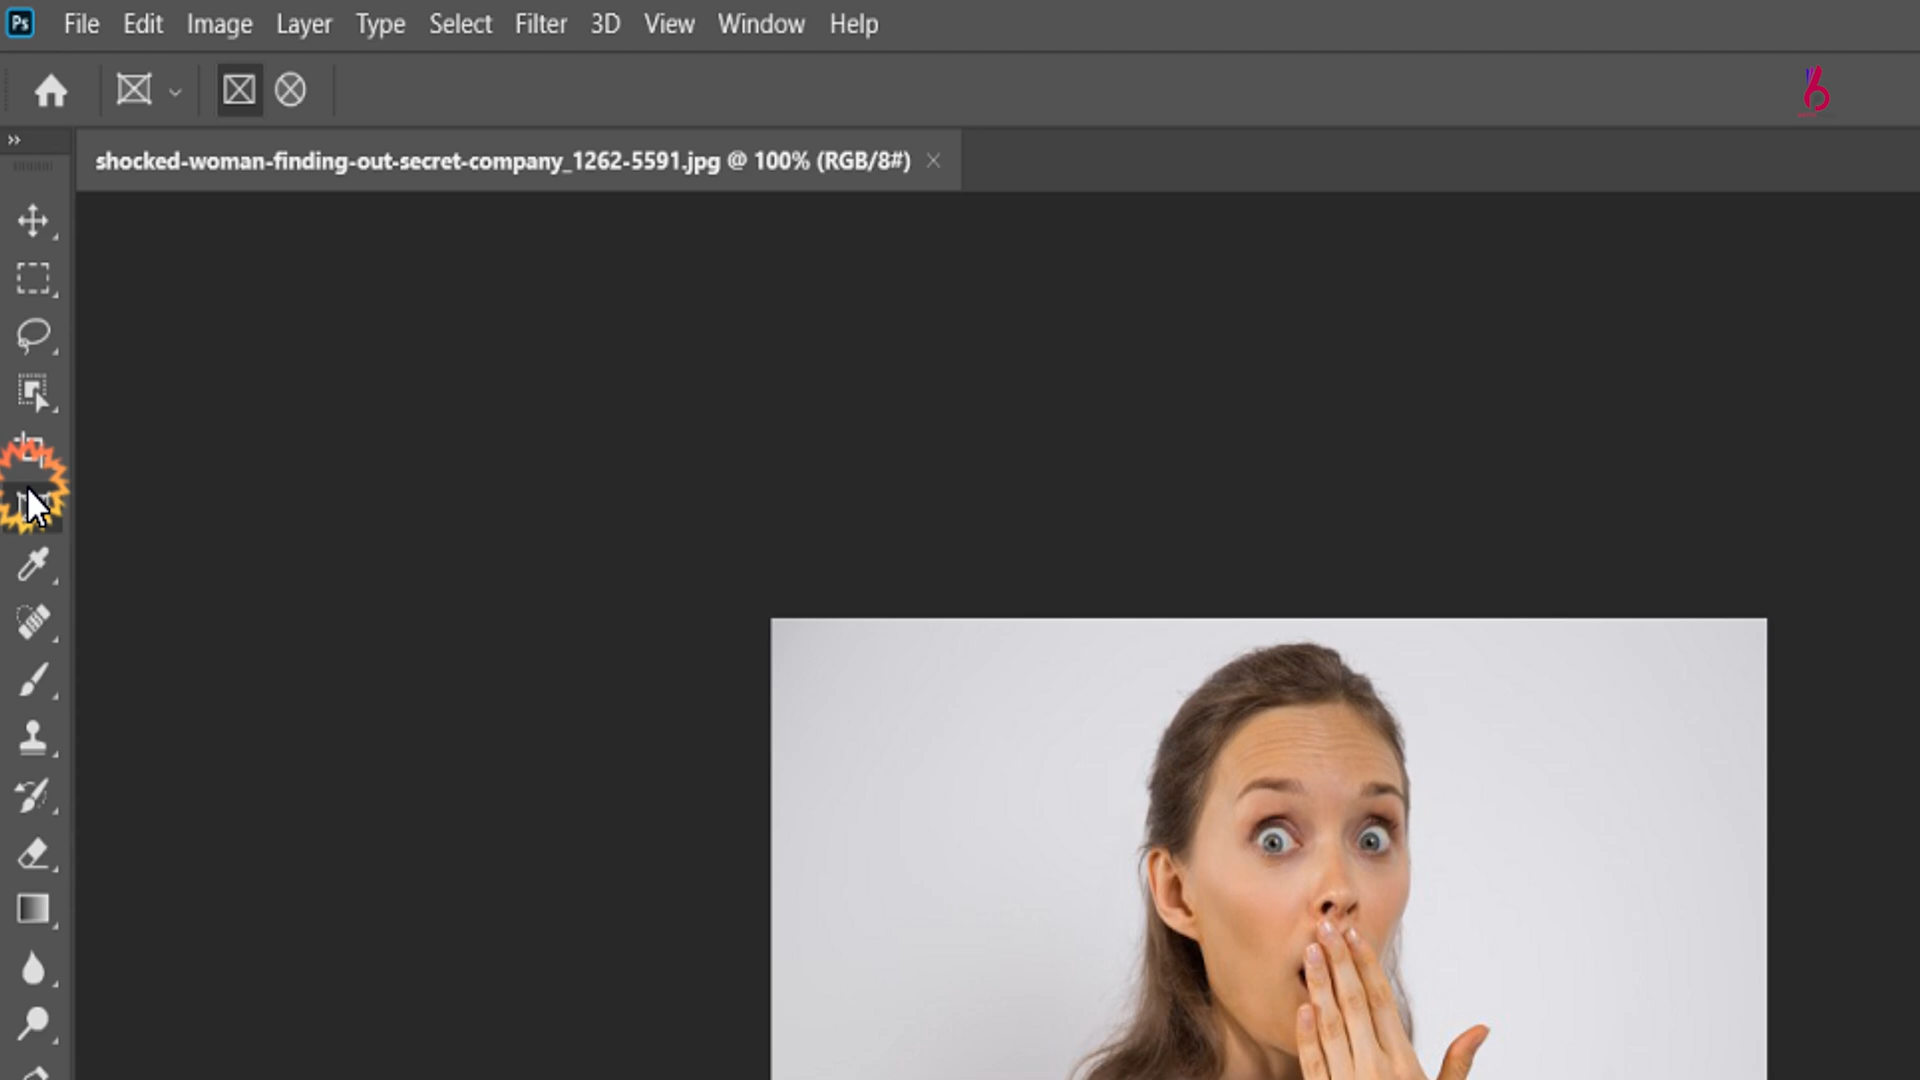 Ps File Edit Image Layer Type Select Filter 3D View Window Help
shocked-woman-finding-out-secret-company_1262-5591.jpg @ 100% (RGB/8#)